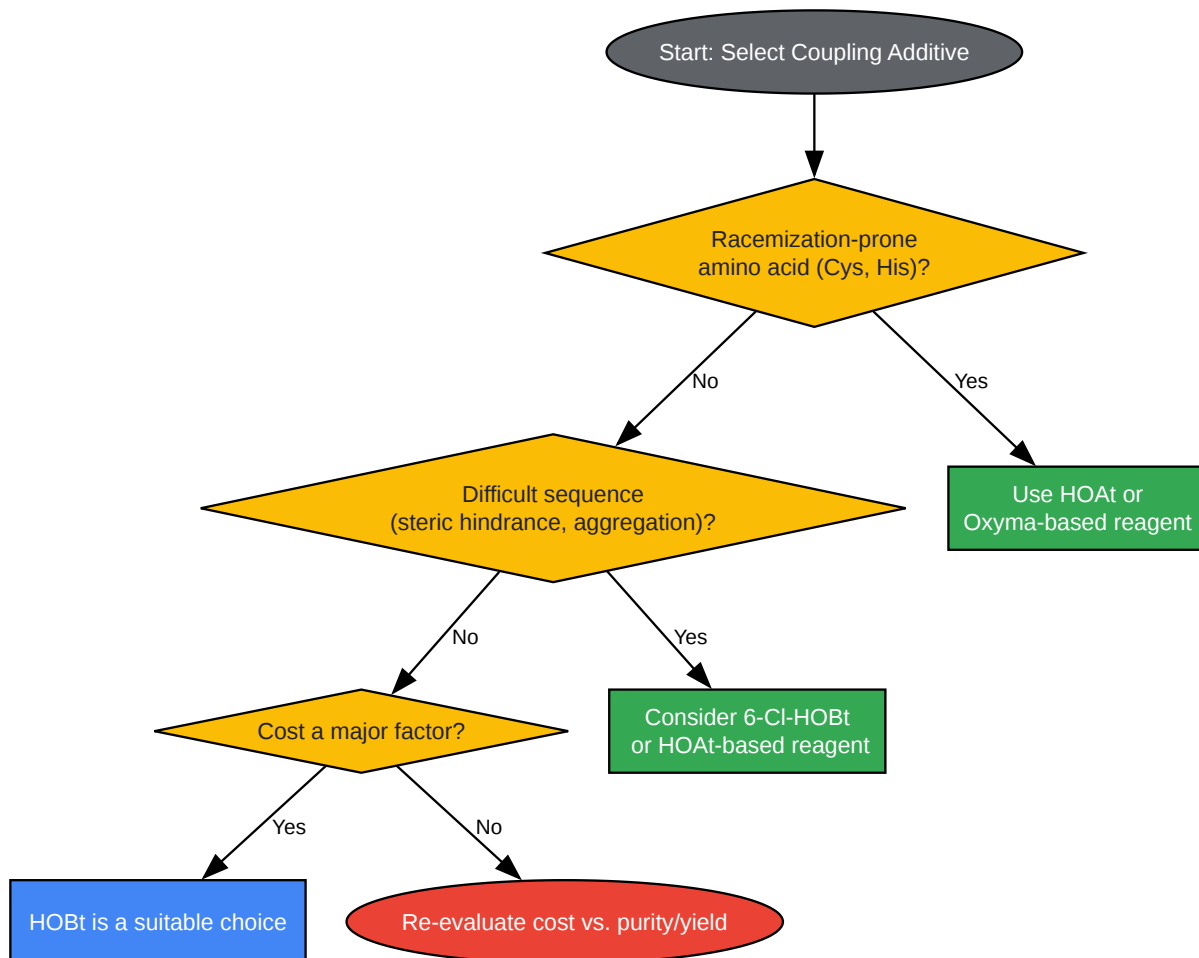 Start: Select Coupling Additive
Racemization-prone
amino acid (Cys, His)?
No
Yes
Difficult sequence
(steric hindrance, aggregation)?
Use HOAt or
Oxyma-based reagent
No
Yes
Cost a major factor?
Consider 6-Cl-HOBt
or HOAt-based reagent
Yes
No
HOBt is a suitable choice
Re-evaluate cost vs. purity/yield